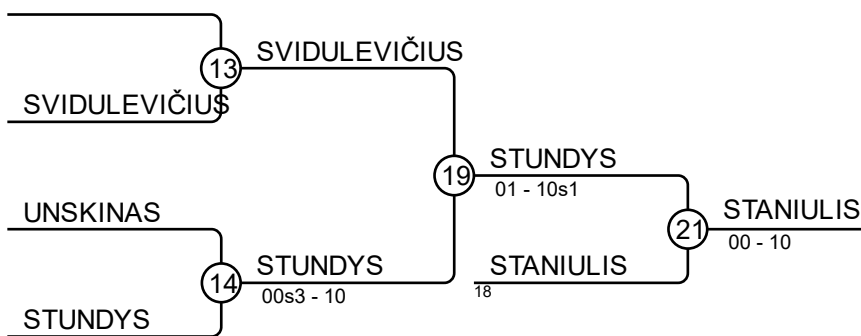 13
SVIDULEVIČIUS
SVIDULEVIČIUS
19
STUNDYS
01 - 10s1
UNSKINAS
21
STANIULIS
00 - 10
14
STUNDYS
00s3 - 10
STANIULIS
18
STUNDYS